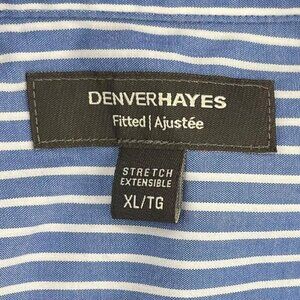 DENVERHAYES
Fitted | Ajustée
STRETCH
EXTENSIBLE
XL/TG